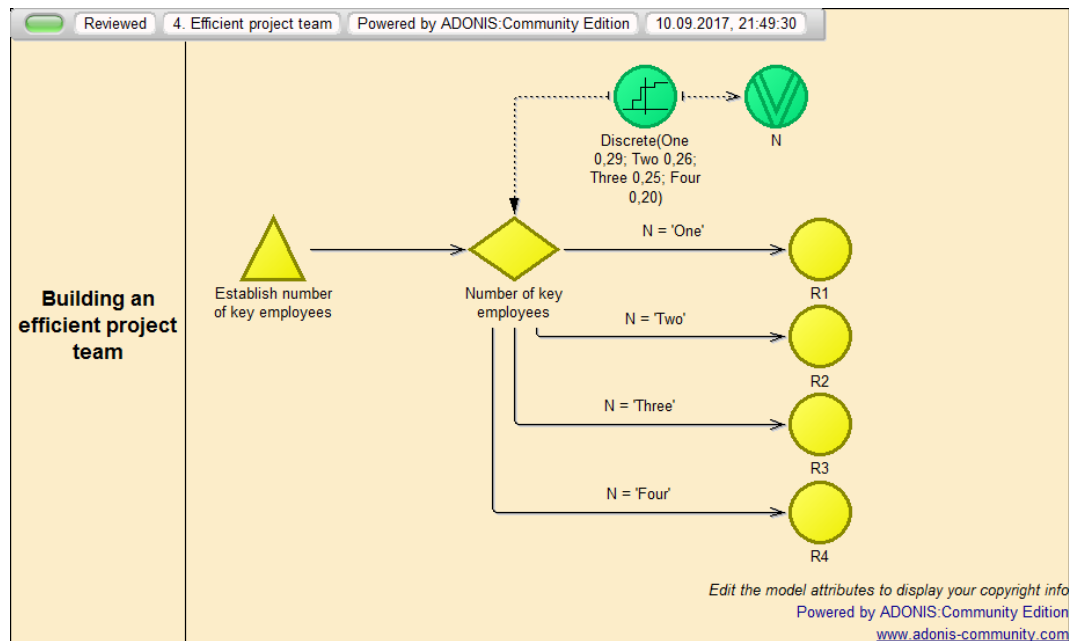 Reviewed
4. Efficient project team
Powered by ADONIS:Community Edition
10.09.2017, 21:49:30
Discrete(One
0,29; Two 0,26;
Three 0,25; Four
0,20)
N
N = 'One'
Establish number
of key employees
Number of key
employees
R1
Building an
efficient project
team
N = 'Two'
R2
N = 'Three'
R3
N = 'Four'
R4
Edit the model attributes to display your copyright info
Powered by ADONIS:Community Edition
www.adonis-community.com